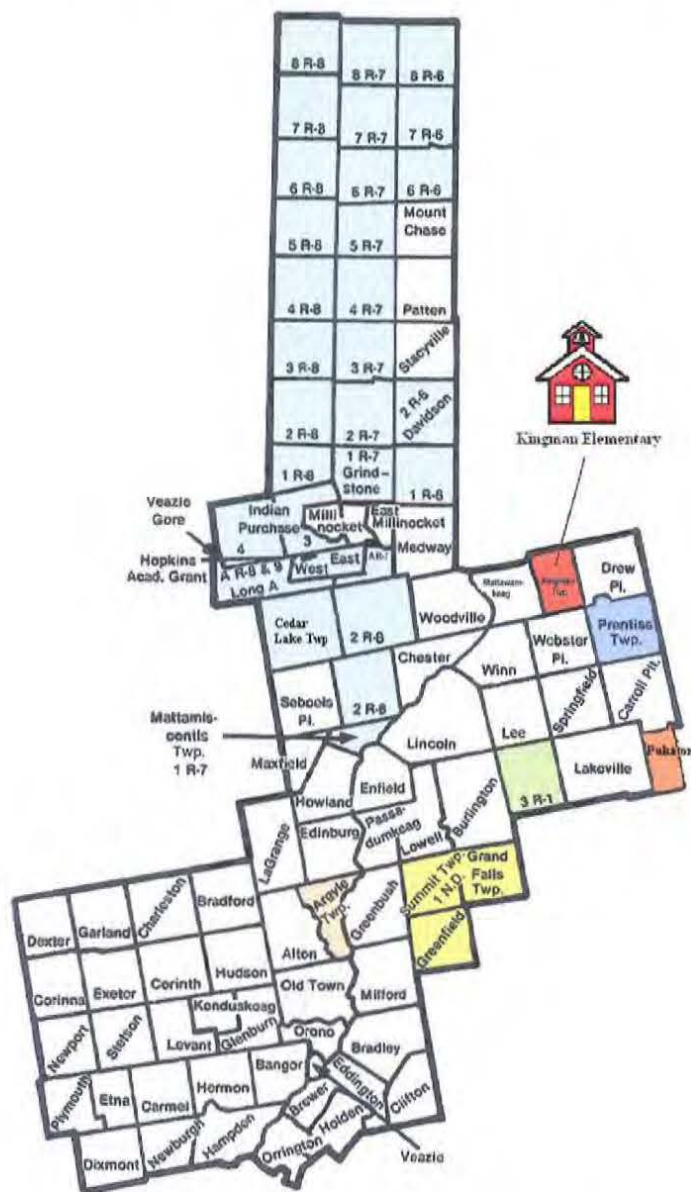 8 R-8
8 R-7
8 R-6
7 R-8
7 R-7
7 R-6
6 R-8
6 R-7
6 R-6
Mount
Chase
5 R-8
5 R-7
4 R-8
4 R-7
Patten
3 R-8
3 R-7
Stacyville
2 R-6
Davidson
2 R-8
2 R-7
1 R-8
1 R-7
Grind-
stone
1 R-6
Kingman Elementary
Veazie
Gore
Indian
Purchase
4
3
Milli
nocket
East
Millinocket
Medway
Hopkins
Acad. Grant
A R-8 & 9
Long A
West
East
A R-7
Mattawam-
keag
Kingman Twp.
Drew
Pl.
Cedar
Lake Twp
2 R-8
Woodville
Prentiss
Twp.
Chester
Winn
Webster
Pl.
Seboeis
Pl.
2 R-8
Springfield
Carroll Plt.
Mattamis-
contis
Twp.
1 R-7
Maxfield
Lincoln
Lee
Lakeville
Pukaton
3 R-1
Howland
Enfield
Edinburg
Passa-
dumkeag
Lowell
Burlington
LaGrange
Summit Twp.
1 N.D.
Grand
Falls
Twp.
Argyle
Twp.
Greenbush
Greenfield
Alton
Dexter
Garland
Charleston
Bradford
Corinna
Exeter
Corinth
Hudson
Old Town
Milford
Kenduskeag
Newport
Stetson
Levant
Glenburn
Orono
Bradley
Bangor
Plymouth
Etna
Carmel
Hermon
Eddington
Clifton
Brewer
Holden
Dixmont
Newburgh
Hampden
Orrington
Veazie